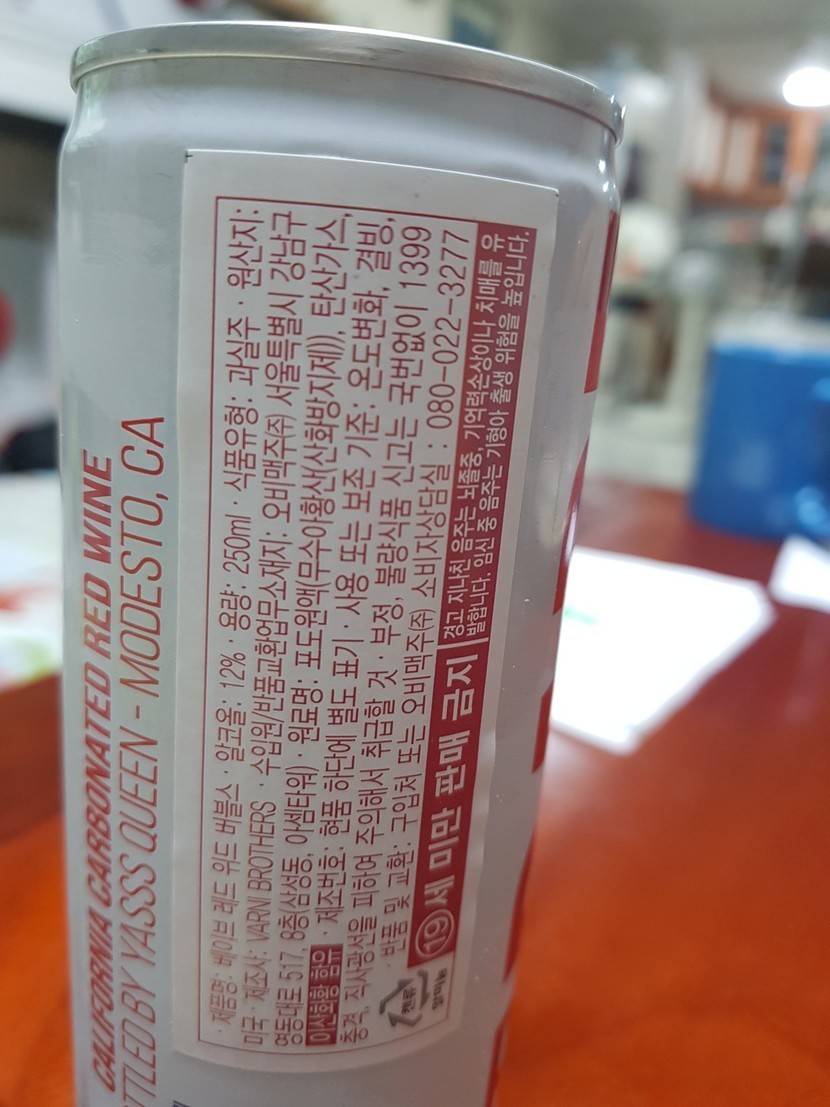 CALIFORNIA CARBONATED RED WINE
TTLED BY YASSS QUEEN - MODESTO, CA
· 제품명: 베이브 레드 위드 버블스 · 알코올: 12% · 용량: 250ml · 식품유형: 과실주 · 원산지:
미국 · 제조사: VARNI BROTHERS · 수입원/반품교환업무소재지: 오비맥주㈜ 서울특별시 강남구
영동대로 517, 8층(삼성동, 아셈타워) · 원료명: 포도원액(무수아황산(산화방지제)), 탄산가스,
이산화황 함유 · 제조번호: 현품 하단에 별도 표기 · 사용 또는 보존 기준: 온도변화, 결빙,
충격, 직사광선을 피하여 주의해서 취급할 것 · 부정, 불량식품 신고는 국번없이 1399
· 반품 및 교환: 구입처 또는 오비맥주㈜ 소비자상담실 : 080-022-3277
캔류
알미늄
⑲세 미만 판매 금지
경고 지나친 음주는 뇌졸중, 기억력손상이나 치매를 유
발합니다. 임신 중 음주는 기형아 출생 위험을 높입니다.